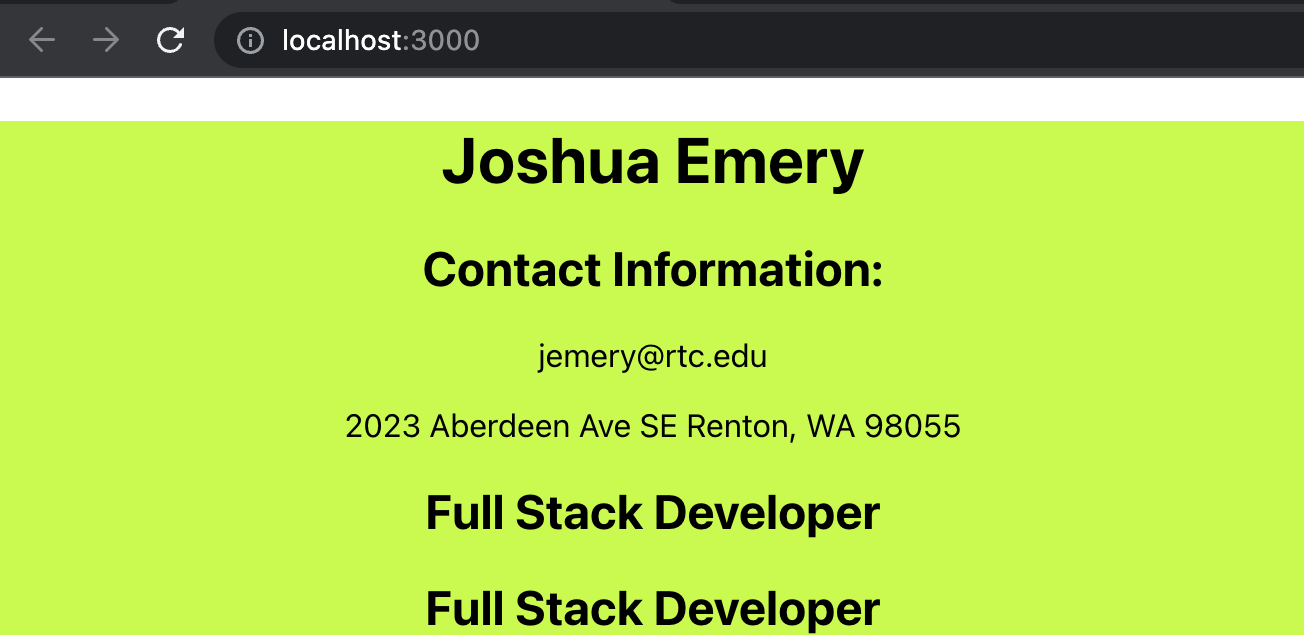 localhost:3000
Joshua Emery
Contact Information:
jemery@rtc.edu
2023 Aberdeen Ave SE Renton, WA 98055
Full Stack Developer
Full Stack Developer